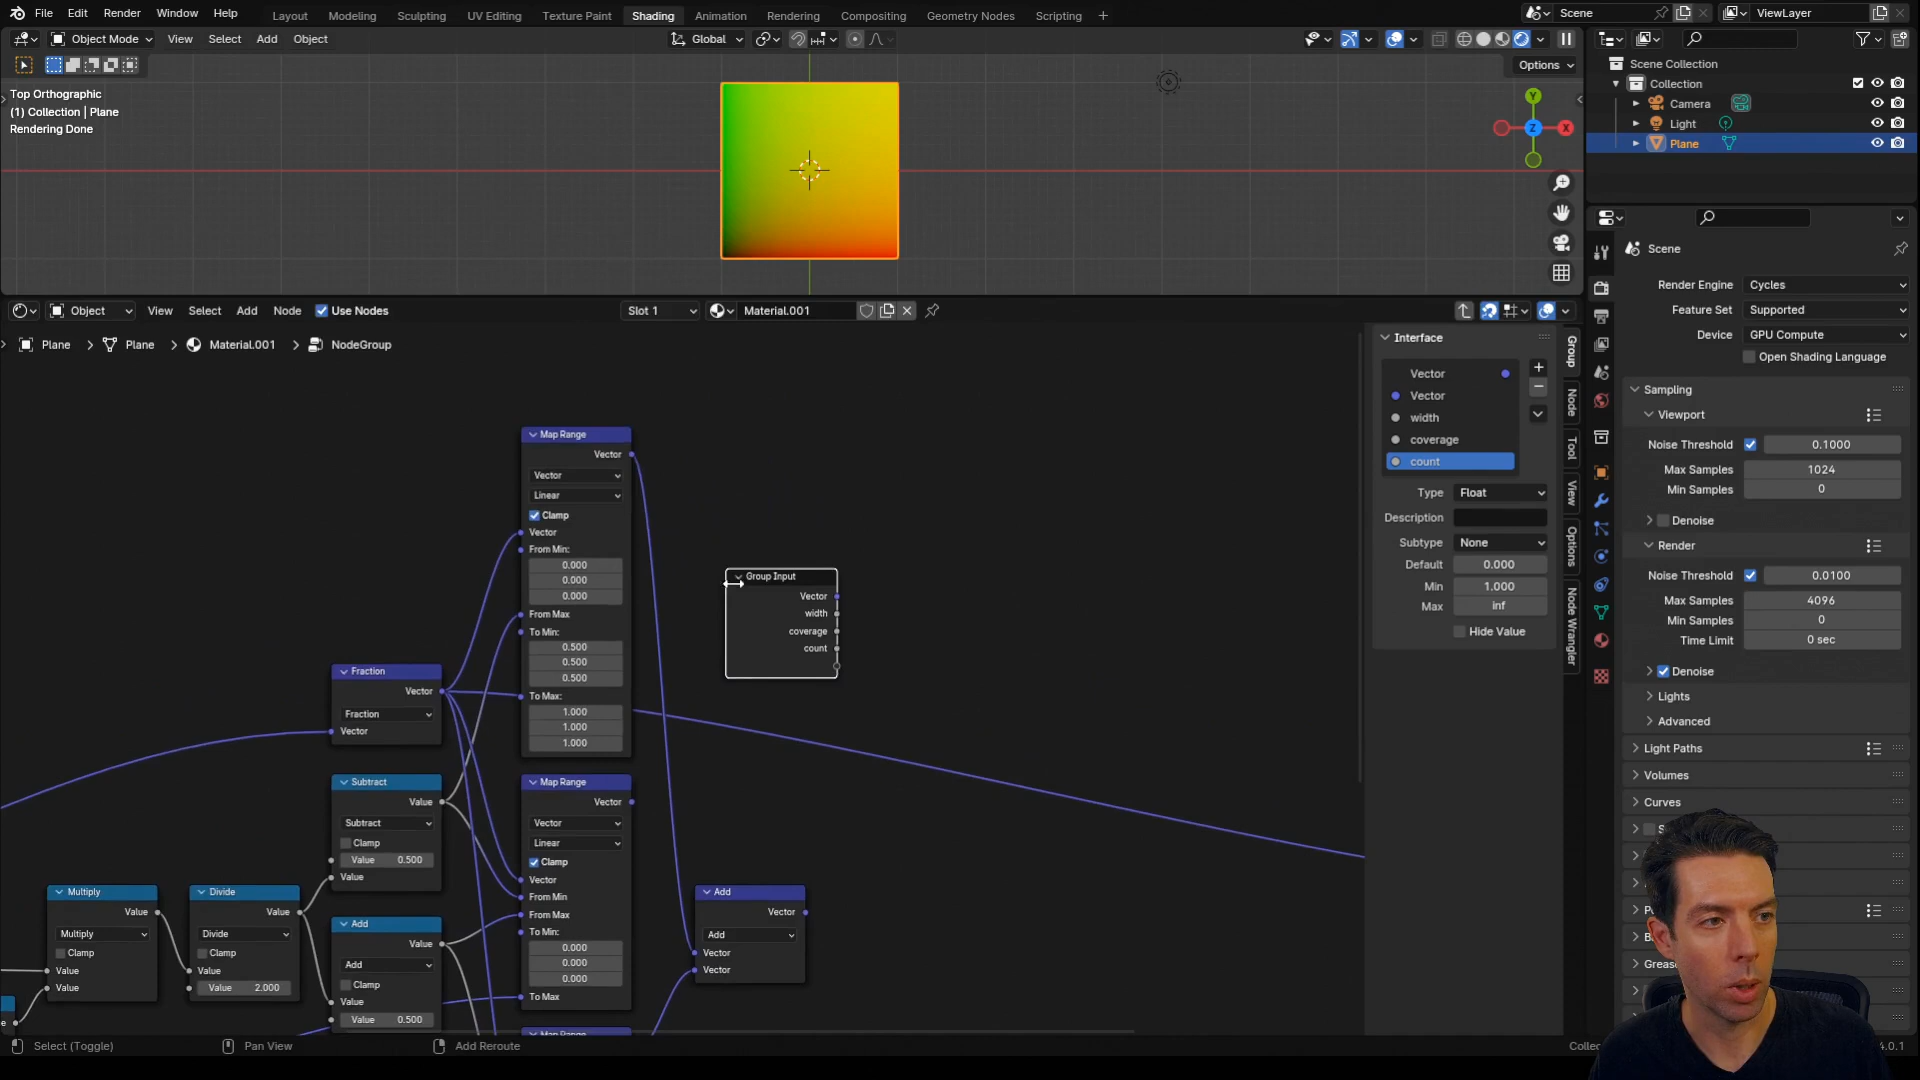 File Edit Render Window Help Layout Modeling Sculpting UV Editing Texture Paint Shading Animation Rendering Compositing Geometry Nodes Scripting + Scene ViewLayer
Object Mode View Select Add Object Global
Options
Top Orthographic
(1) Collection | Plane
Rendering Done
Y
X
Z
Scene Collection
Collection
Camera
Light
Plane
Object View Select Add Node Use Nodes Slot 1 Material.001
Plane > Plane > Material.001 > NodeGroup
Map Range
Vector
Vector
Linear
Clamp
Vector
From Min:
0.000
0.000
0.000
From Max
To Min:
0.500
0.500
0.500
To Max:
1.000
1.000
1.000
Group Input
Vector
width
coverage
count
Fraction
Vector
Fraction
Vector
Subtract
Value
Subtract
Clamp
Value 0.500
Value
Map Range
Vector
Vector
Linear
Clamp
Vector
From Min
From Max
To Min:
0.000
0.000
0.000
To Max
Multiply
Value
Multiply
Clamp
Value
Value
Divide
Value
Divide
Clamp
Value
Value 2.000
Add
Value
Add
Clamp
Value
Value 0.500
Add
Vector
Add
Vector
Vector
Interface
Vector
Vector
width
coverage
count
Type Float
Description
Subtype None
Default 0.000
Min 1.000
Max inf
Hide Value
Group
Node
Tool
View
Options
Node Wrangler
Scene
Render Engine Cycles
Feature Set Supported
Device GPU Compute
Open Shading Language
Sampling
Viewport
Noise Threshold 0.1000
Max Samples 1024
Min Samples 0
Denoise
Render
Noise Threshold 0.0100
Max Samples 4096
Min Samples 0
Time Limit 0 sec
Denoise
Lights
Advanced
Light Paths
Volumes
Curves
Select (Toggle) Pan View Add Reroute